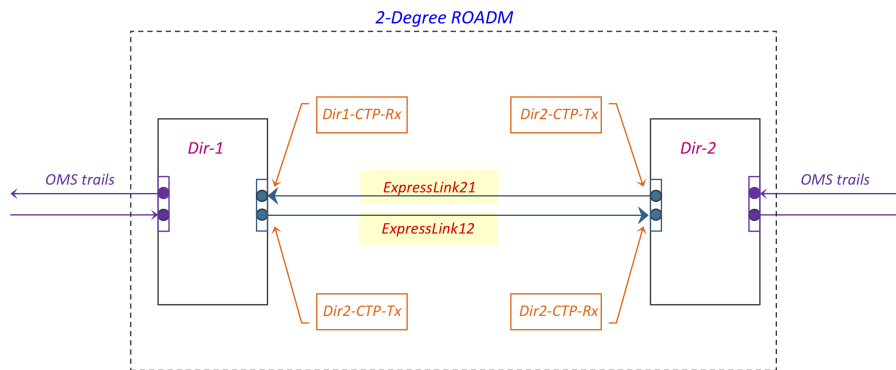 2-Degree ROADM
Dir1-CTP-Rx
Dir2-CTP-Tx
Dir-1
Dir-2
OMS trails
ExpressLink21
OMS trails
ExpressLink12
Dir2-CTP-Tx
Dir2-CTP-Rx